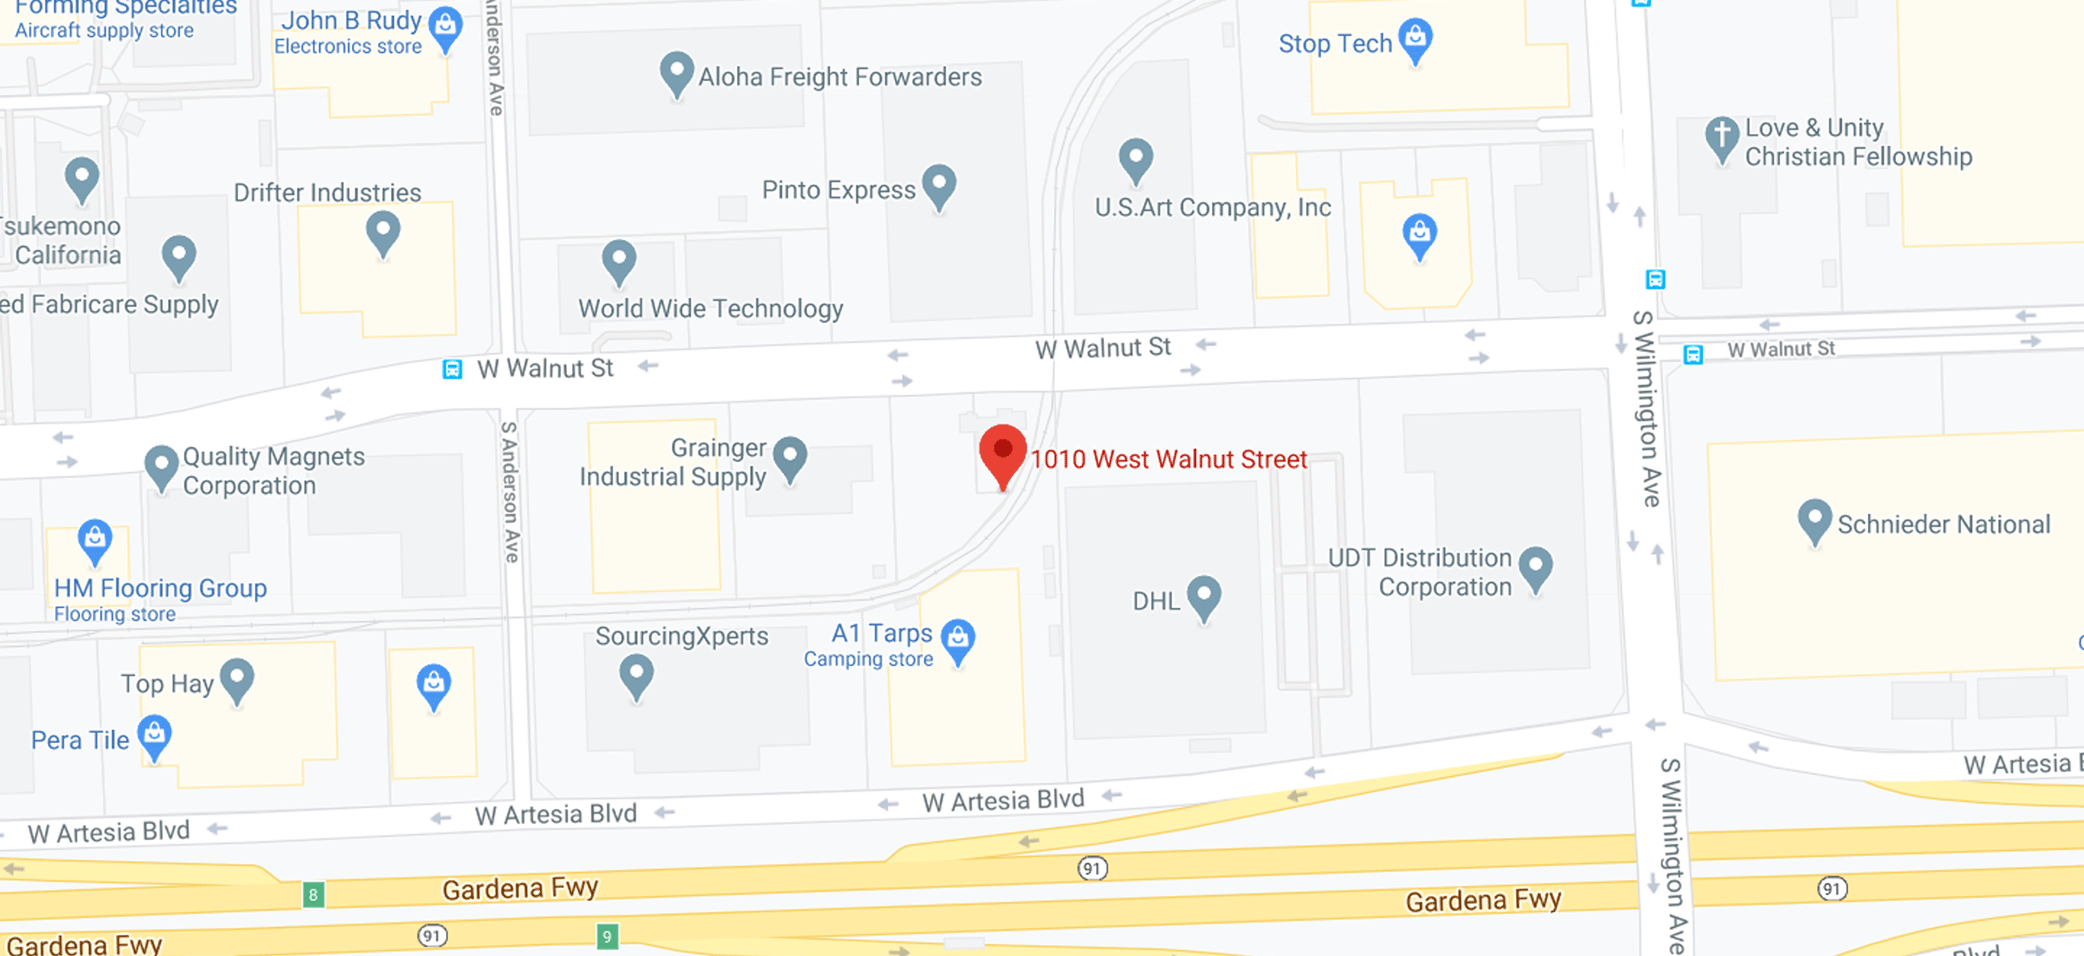 Forming Specialties
Aircraft supply store
John B Rudy
Electronics store
Anderson Ave
Aloha Freight Forwarders
Stop Tech
Love & Unity
Christian Fellowship
Drifter Industries
Pinto Express
U.S.Art Company, Inc
Tsukemono
California
ed Fabricare Supply
World Wide Technology
W Walnut St
W Walnut St
W Walnut St
S Wilmington Ave
Quality Magnets
Corporation
S Anderson Ave
Grainger
Industrial Supply
1010 West Walnut Street
Schnieder National
HM Flooring Group
Flooring store
DHL
UDT Distribution
Corporation
SourcingXperts
A1 Tarps
Camping store
Top Hay
Pera Tile
W Artesia Blvd
W Artesia Blvd
W Artesia Blvd
W Artesia B
S Wilmington Ave
91
91
91
8
9
Gardena Fwy
Gardena Fwy
Gardena Fwy
Blvd